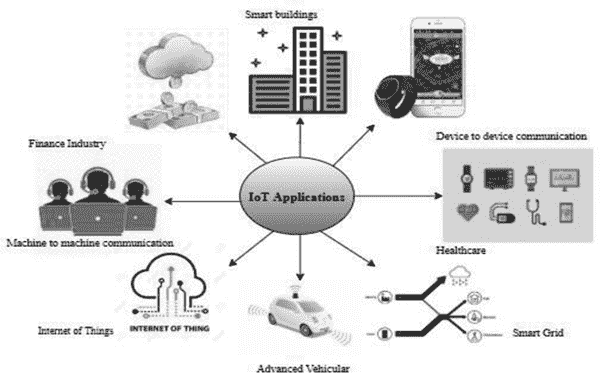 Smart buildings
Finance Industry
Device to device communication
IoT Applications
Machine to machine communication
Healthcare
Internet of Things
INTERNET OF THING
Smart Grid
Advanced Vehicular